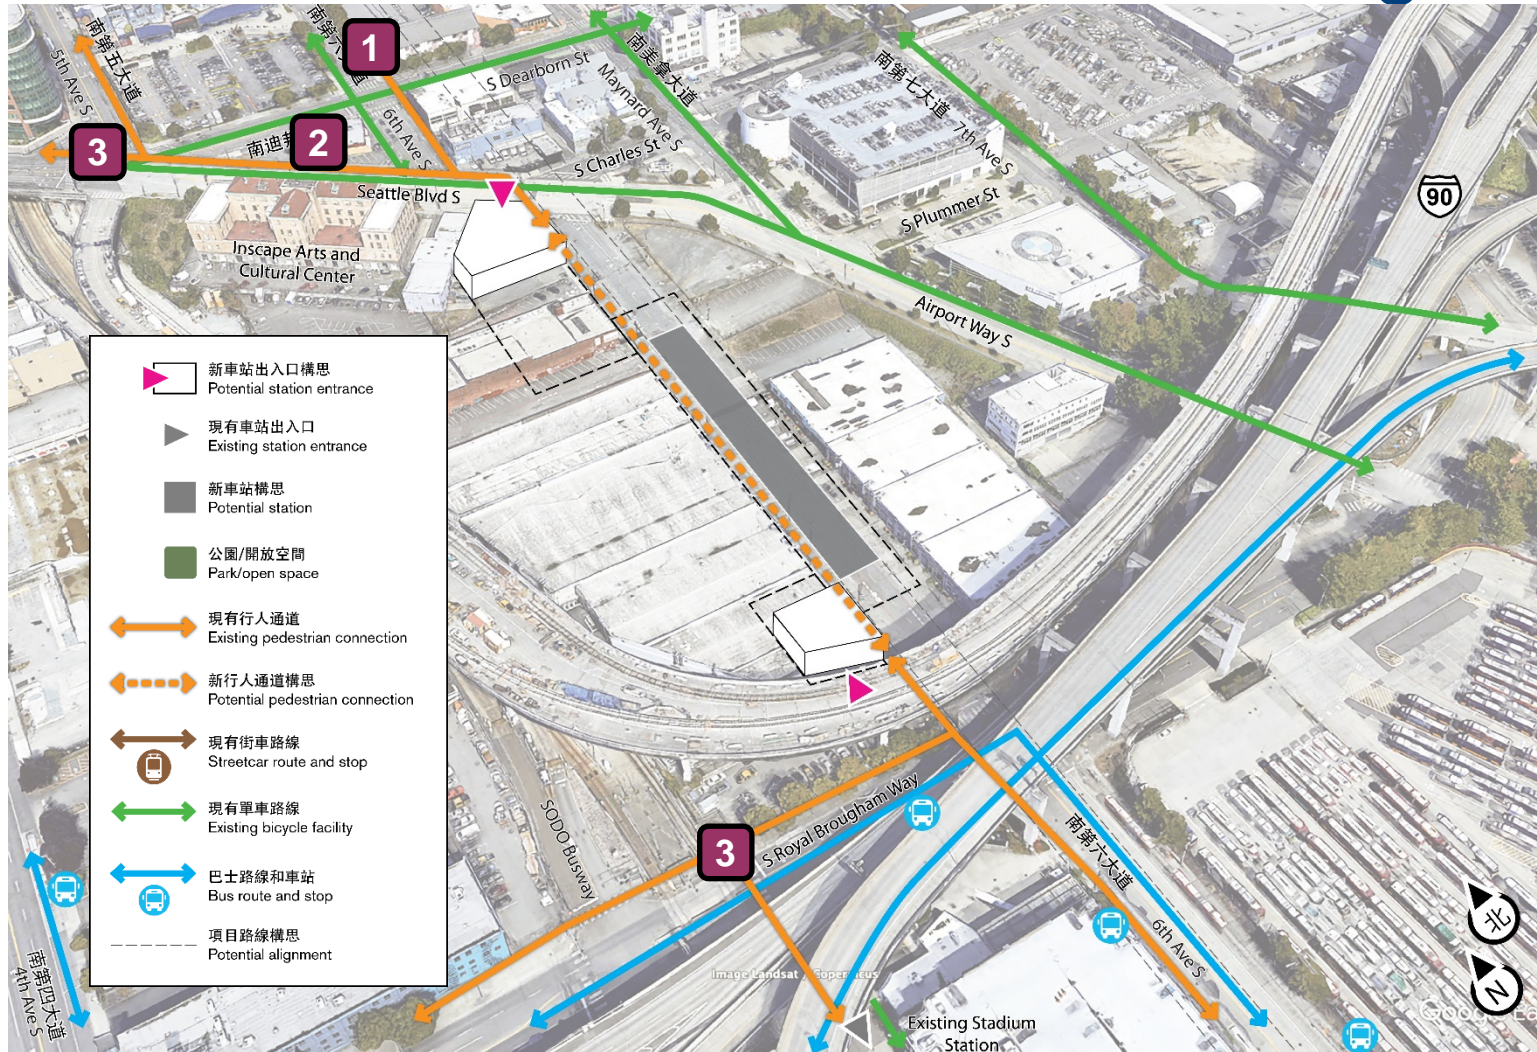 南第五大道
5th Ave S
南第六大道
1
6th Ave S
S Dearborn St
南美拿大道
Maynard Ave S
南第七大道
7th Ave S
3
南迪邦
2
S Charles St
Seattle Blvd S
S Plummer St
90
Inscape Arts and
Cultural Center
Airport Way S
新車站出入口構思
Potential station entrance
現有車站出入口
Existing station entrance
新車站構思
Potential station
公園/開放空間
Park/open space
現有行人通道
Existing pedestrian connection
新行人通道構思
Potential pedestrian connection
現有街車路線
Streetcar route and stop
現有單車路線
Existing bicycle facility
巴士路線和車站
Bus route and stop
項目路線構思
Potential alignment
SODO Busway
3
S Royal Brougham Way
南第六大道
6th Ave S
南第四大道
4th Ave S
Image Landsat / Copernicus
Existing Stadium
Station
北
N
Google Ea